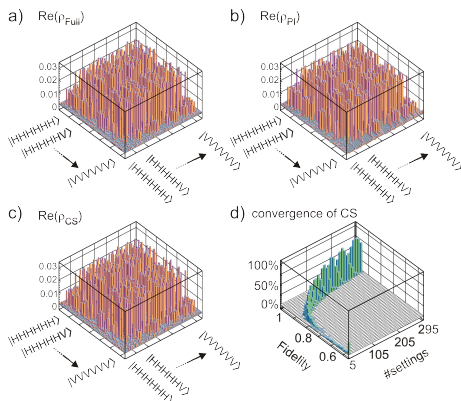 a) Re(ρFull)
0.03
0.02
0.01
0
|HHHHHH⟩
|HHHHHV⟩
|VVVVVV⟩
|HHHHHH⟩
|HHHHHV⟩
|VVVVVV⟩
b) Re(ρPI)
0.03
0.02
0.01
0
|HHHHHH⟩
|HHHHHV⟩
|VVVVVV⟩
|HHHHHH⟩
|HHHHHV⟩
|VVVVVV⟩
c) Re(ρCS)
0.03
0.02
0.01
0
|HHHHHH⟩
|HHHHHV⟩
|VVVVVV⟩
|HHHHHH⟩
|HHHHHV⟩
|VVVVVV⟩
d) convergence of CS
100%
50%
0%
1
0.8
0.6
Fidelity
5
105
205
295
#settings